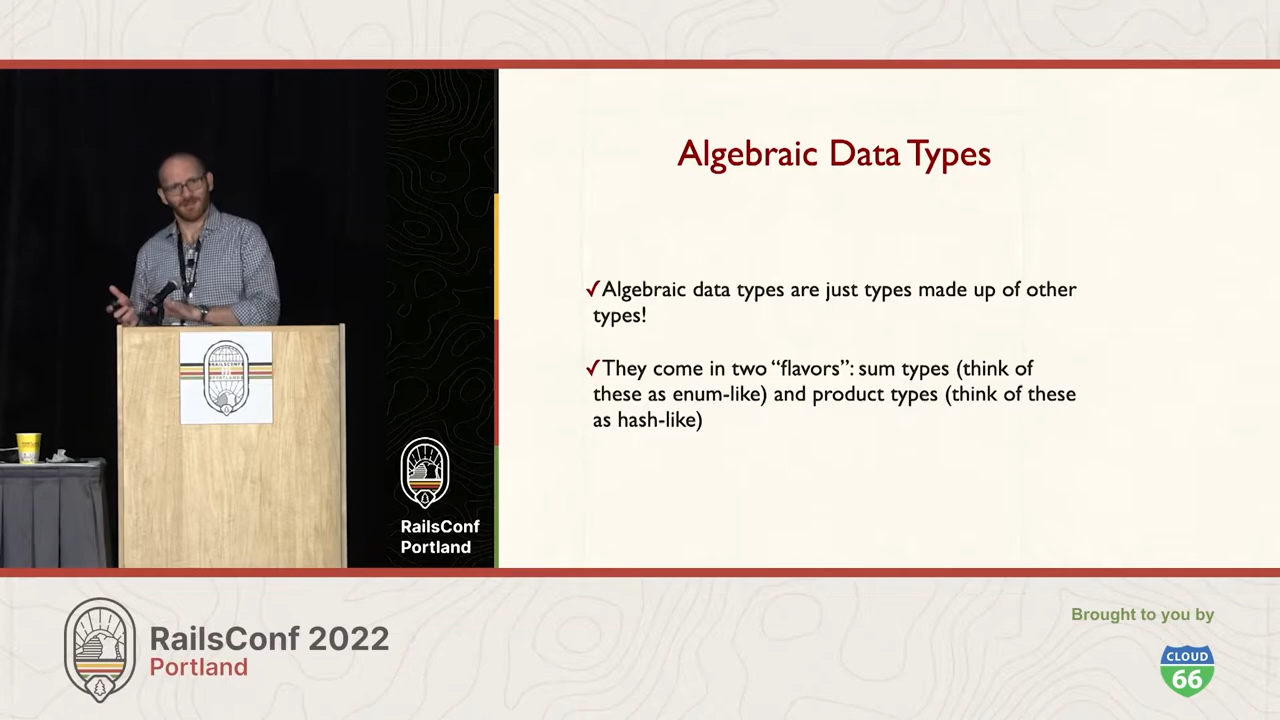 Algebraic Data Types
✓Algebraic data types are just types made up of other
types!
✓They come in two “flavors”: sum types (think of
these as enum-like) and product types (think of these
as hash-like)
RAILSCONF
PORTLAND
RailsConf
Portland
RailsConf 2022
Portland
Brought to you by
CLOUD
66